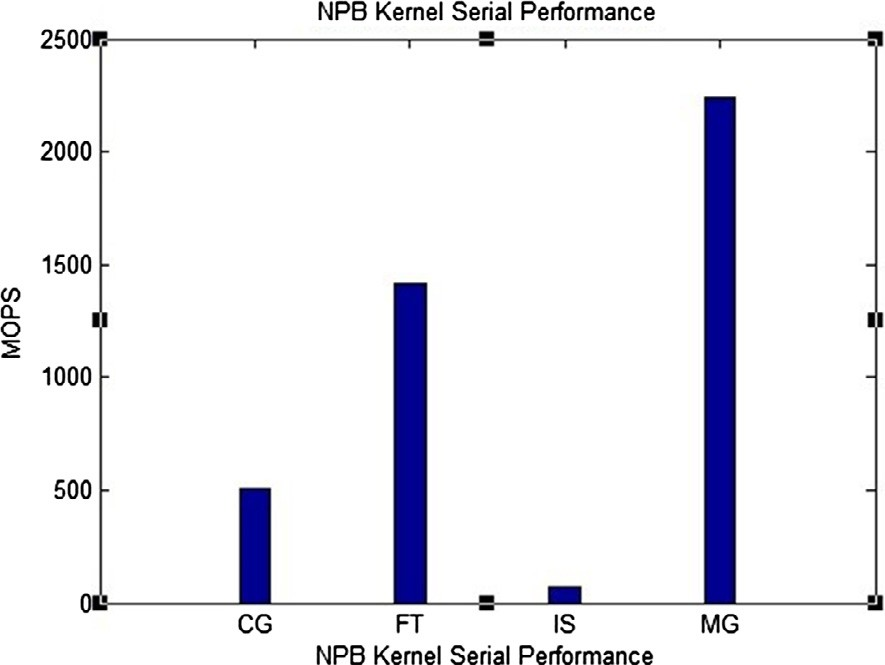 NPB Kernel Serial Performance
2500
2000
1500
1000
500
0
MOPS
CG FT IS MG
NPB Kernel Serial Performance